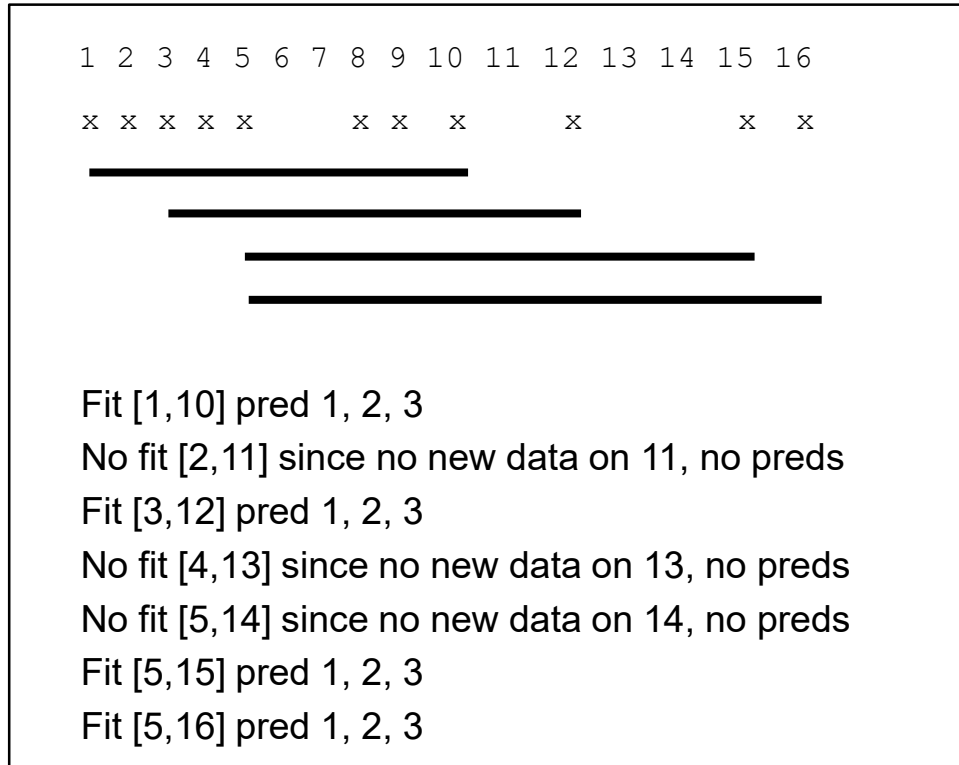 1 2 3 4 5 6 7 8 9 10 11 12 13 14 15 16
x x x x x x x x x x x
Fit [1,10] pred 1, 2, 3
No fit [2,11] since no new data on 11, no preds
Fit [3,12] pred 1, 2, 3
No fit [4,13] since no new data on 13, no preds
No fit [5,14] since no new data on 14, no preds
Fit [5,15] pred 1, 2, 3
Fit [5,16] pred 1, 2, 3